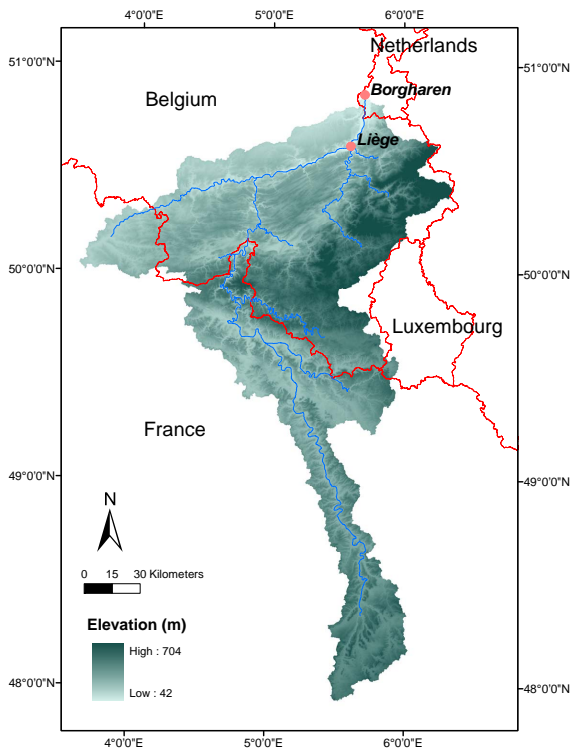 4°0'0"E 5°0'0"E 6°0'0"E
Netherlands
51°0'0"N
51°0'0"N
Borgharen
Belgium
Liège
50°0'0"N
50°0'0"N
Luxembourg
France
49°0'0"N
49°0'0"N
N
0 15 30 Kilometers
Elevation (m)
High : 704
Low : 42
48°0'0"N
48°0'0"N
4°0'0"E 5°0'0"E 6°0'0"E